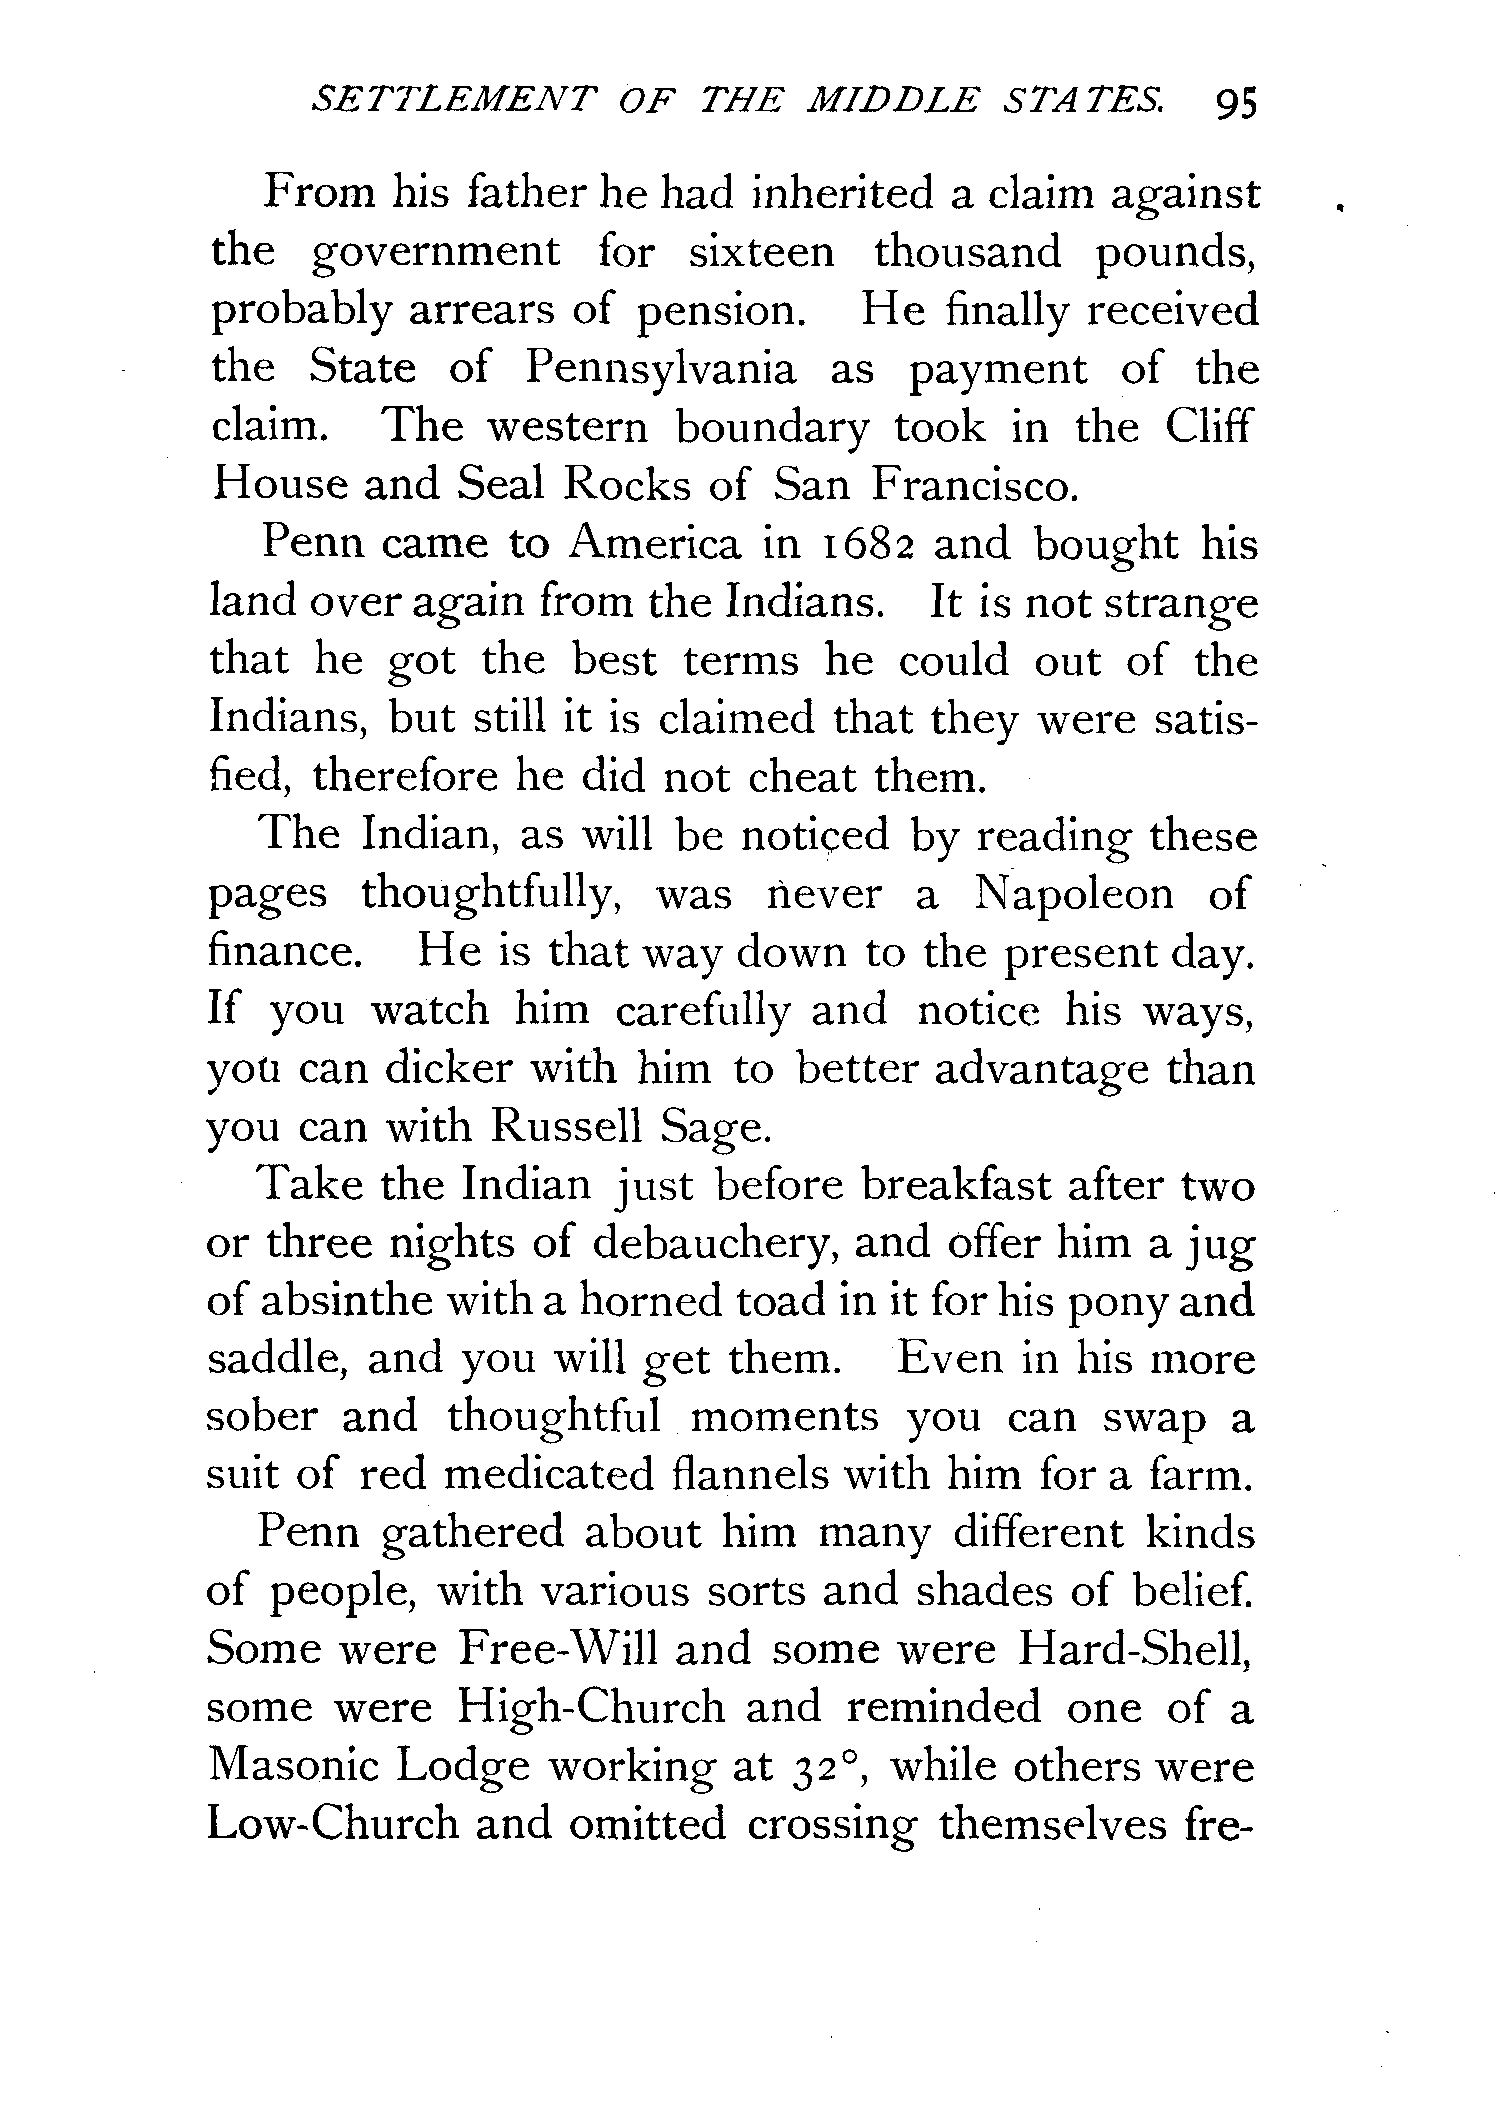 SETTLEMENT OF THE MIDDLE STATES. 95
From his father he had inherited a claim against
the government for sixteen thousand pounds,
probably arrears of pension. He finally received
the State of Pennsylvania as payment of the
claim. The western boundary took in the Cliff
House and Seal Rocks of San Francisco.
Penn came to America in 1682 and bought his
land over again from the Indians. It is not strange
that he got the best terms he could out of the
Indians, but still it is claimed that they were satis-
fied, therefore he did not cheat them.
The Indian, as will be noticed by reading these
pages thoughtfully, was never a Napoleon of
finance. He is that way down to the present day.
If you watch him carefully and notice his ways,
you can dicker with him to better advantage than
you can with Russell Sage.
Take the Indian just before breakfast after two
or three nights of debauchery, and offer him a jug
of absinthe with a horned toad in it for his pony and
saddle, and you will get them. Even in his more
sober and thoughtful moments you can swap a
suit of red medicated flannels with him for a farm.
Penn gathered about him many different kinds
of people, with various sorts and shades of belief.
Some were Free-Will and some were Hard-Shell,
some were High-Church and reminded one of a
Masonic Lodge working at 32°, while others were
Low-Church and omitted crossing themselves fre-